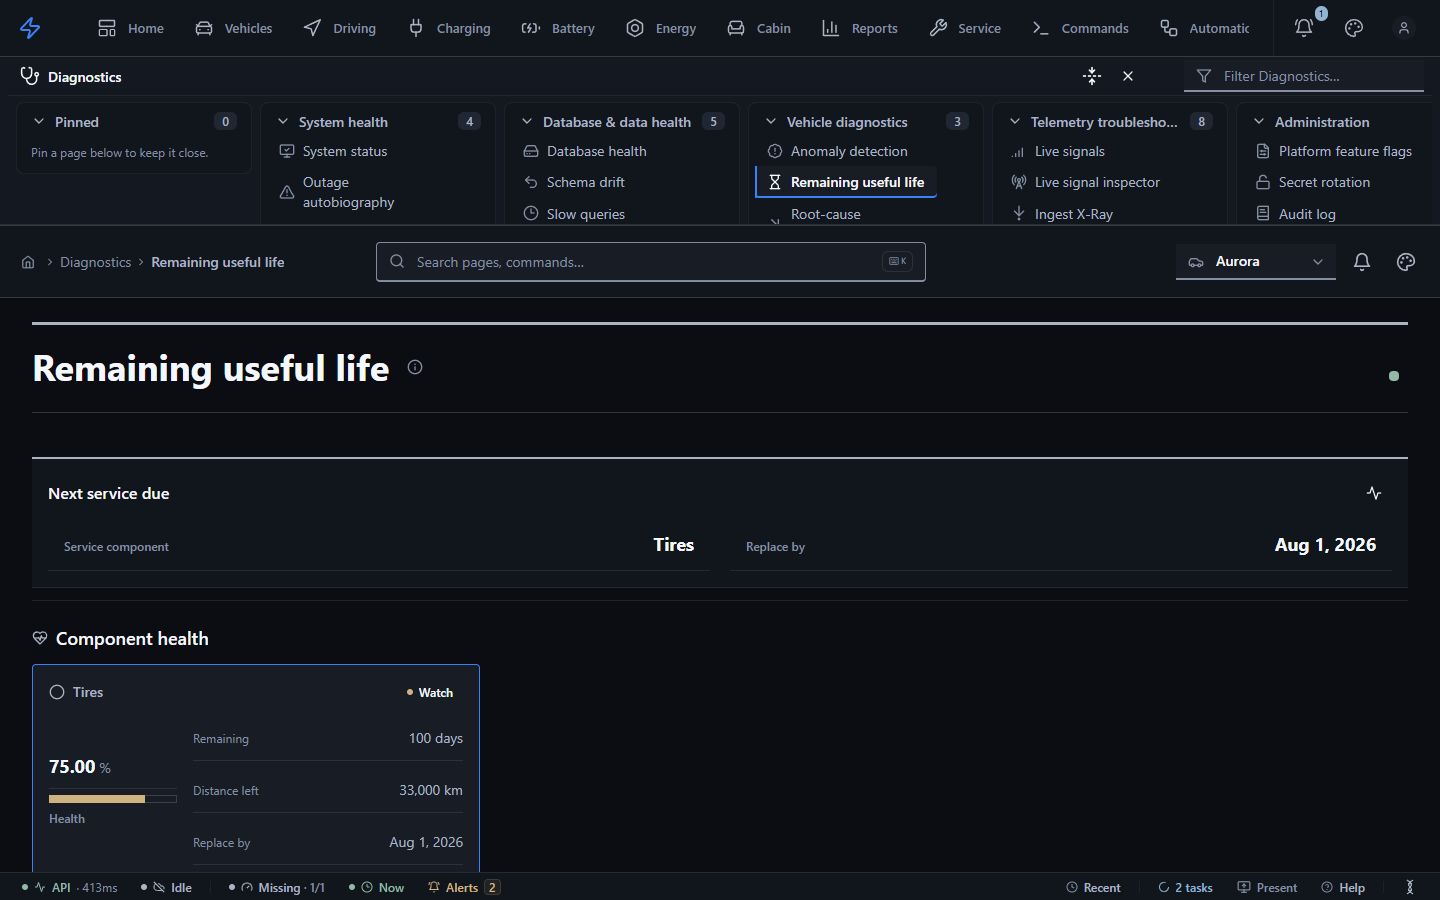 Home
Vehicles
Driving
Charging
Battery
Energy
Cabin
Reports
Service
Commands
Automatic
1
Diagnostics
Filter Diagnostics...
Pinned 0
Pin a page below to keep it close.
System health 4
System status
Outage
autobiography
Database & data health 5
Database health
Schema drift
Slow queries
Vehicle diagnostics 3
Anomaly detection
Remaining useful life
Root-cause
Telemetry troublesho... 8
Live signals
Live signal inspector
Ingest X-Ray
Administration
Platform feature flags
Secret rotation
Audit log
Diagnostics
Remaining useful life
Search pages, commands...
K
Aurora
Remaining useful life
Next service due
Service component Tires
Replace by Aug 1, 2026
Component health
Tires Watch
75.00 %
Health
Remaining 100 days
Distance left 33,000 km
Replace by Aug 1, 2026
API · 413ms
Idle
Missing · 1/1
Now
Alerts 2
Recent
2 tasks
Present
Help